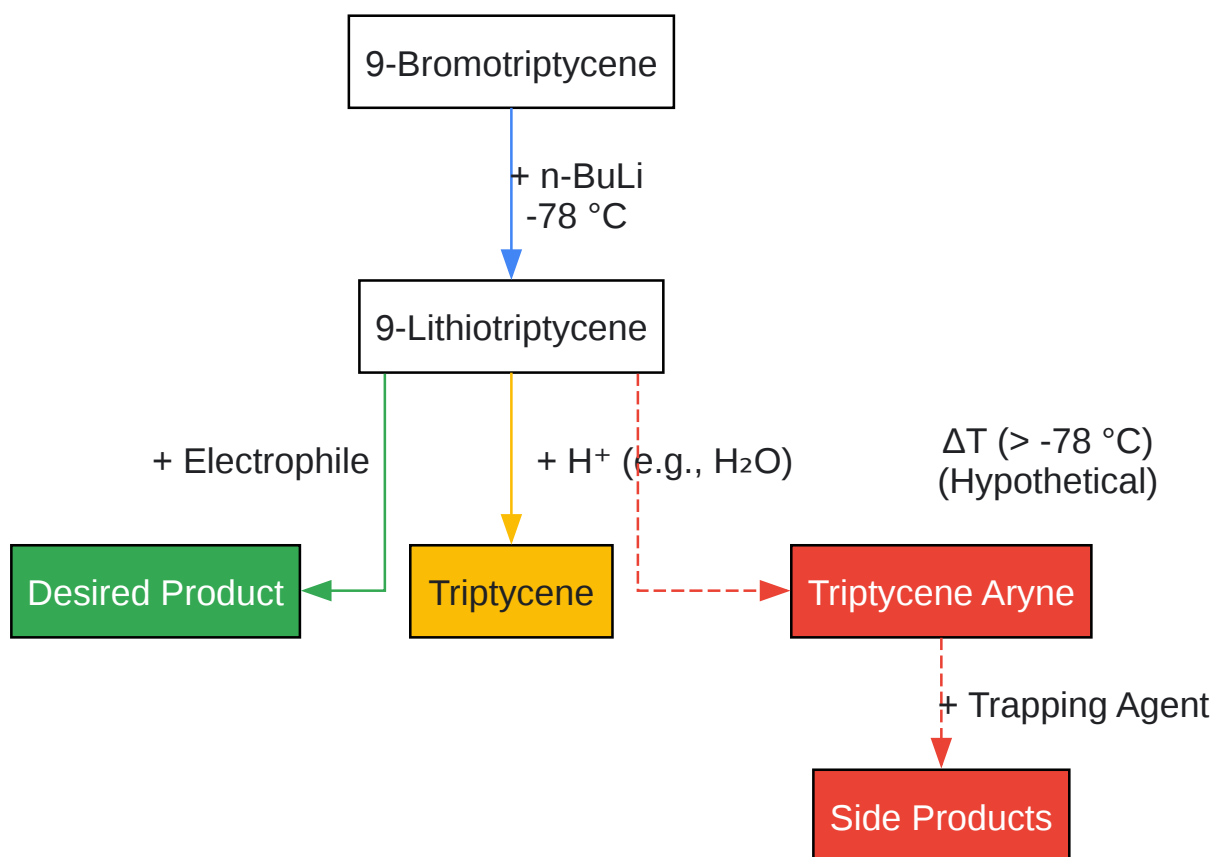 9-Bromotriptycene
+ n-BuLi
-78 °C
9-Lithiotriptycene
+ Electrophile
+ H⁺ (e.g., H₂O)
ΔT (> -78 °C)
(Hypothetical)
Desired Product
Triptycene
Triptycene Aryne
+ Trapping Agent
Side Products